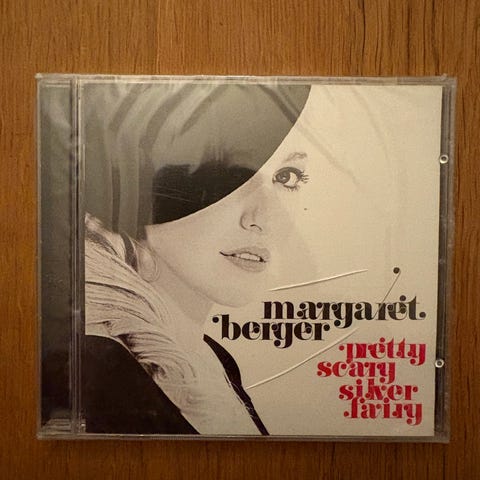 margaret
berger
pretty
scary
silver
fairy